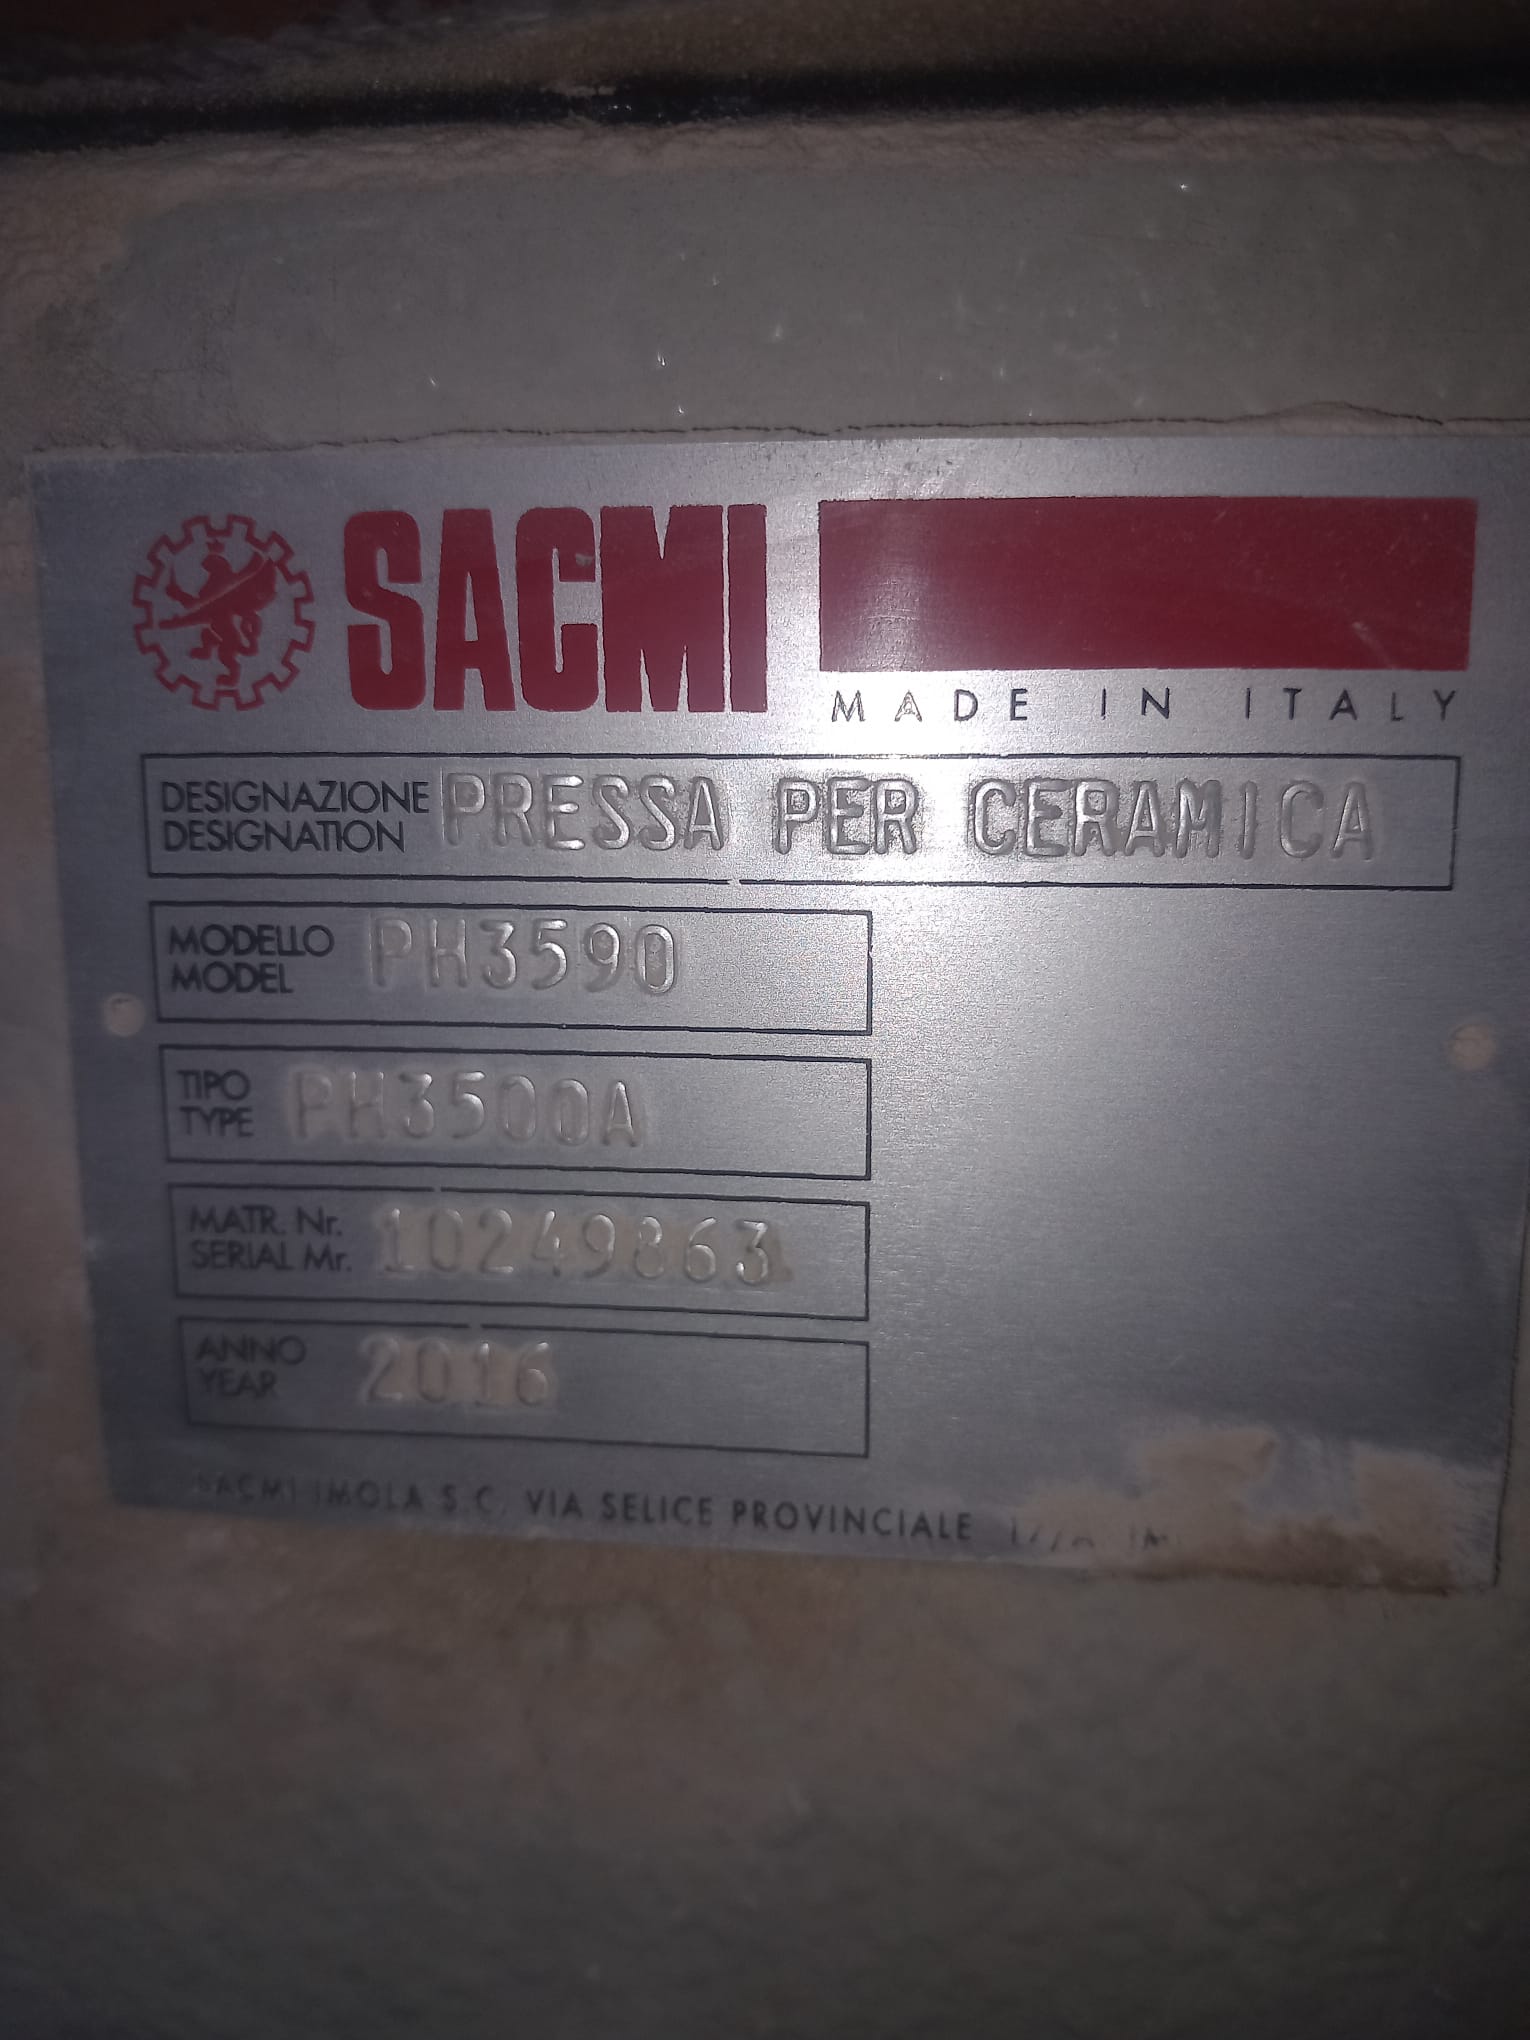 SACMI
MADE IN ITALY
DESIGNAZIONE PRESSA PER CERAMICA
DESIGNATION
MODELLO PH3590
MODEL
TIPO PH3500A
TYPE
MATR. Nr. 10249863
SERIAL Mr.
ANNO 2016
YEAR
SACMI IMOLA S.C. VIA SELICE PROVINCIALE